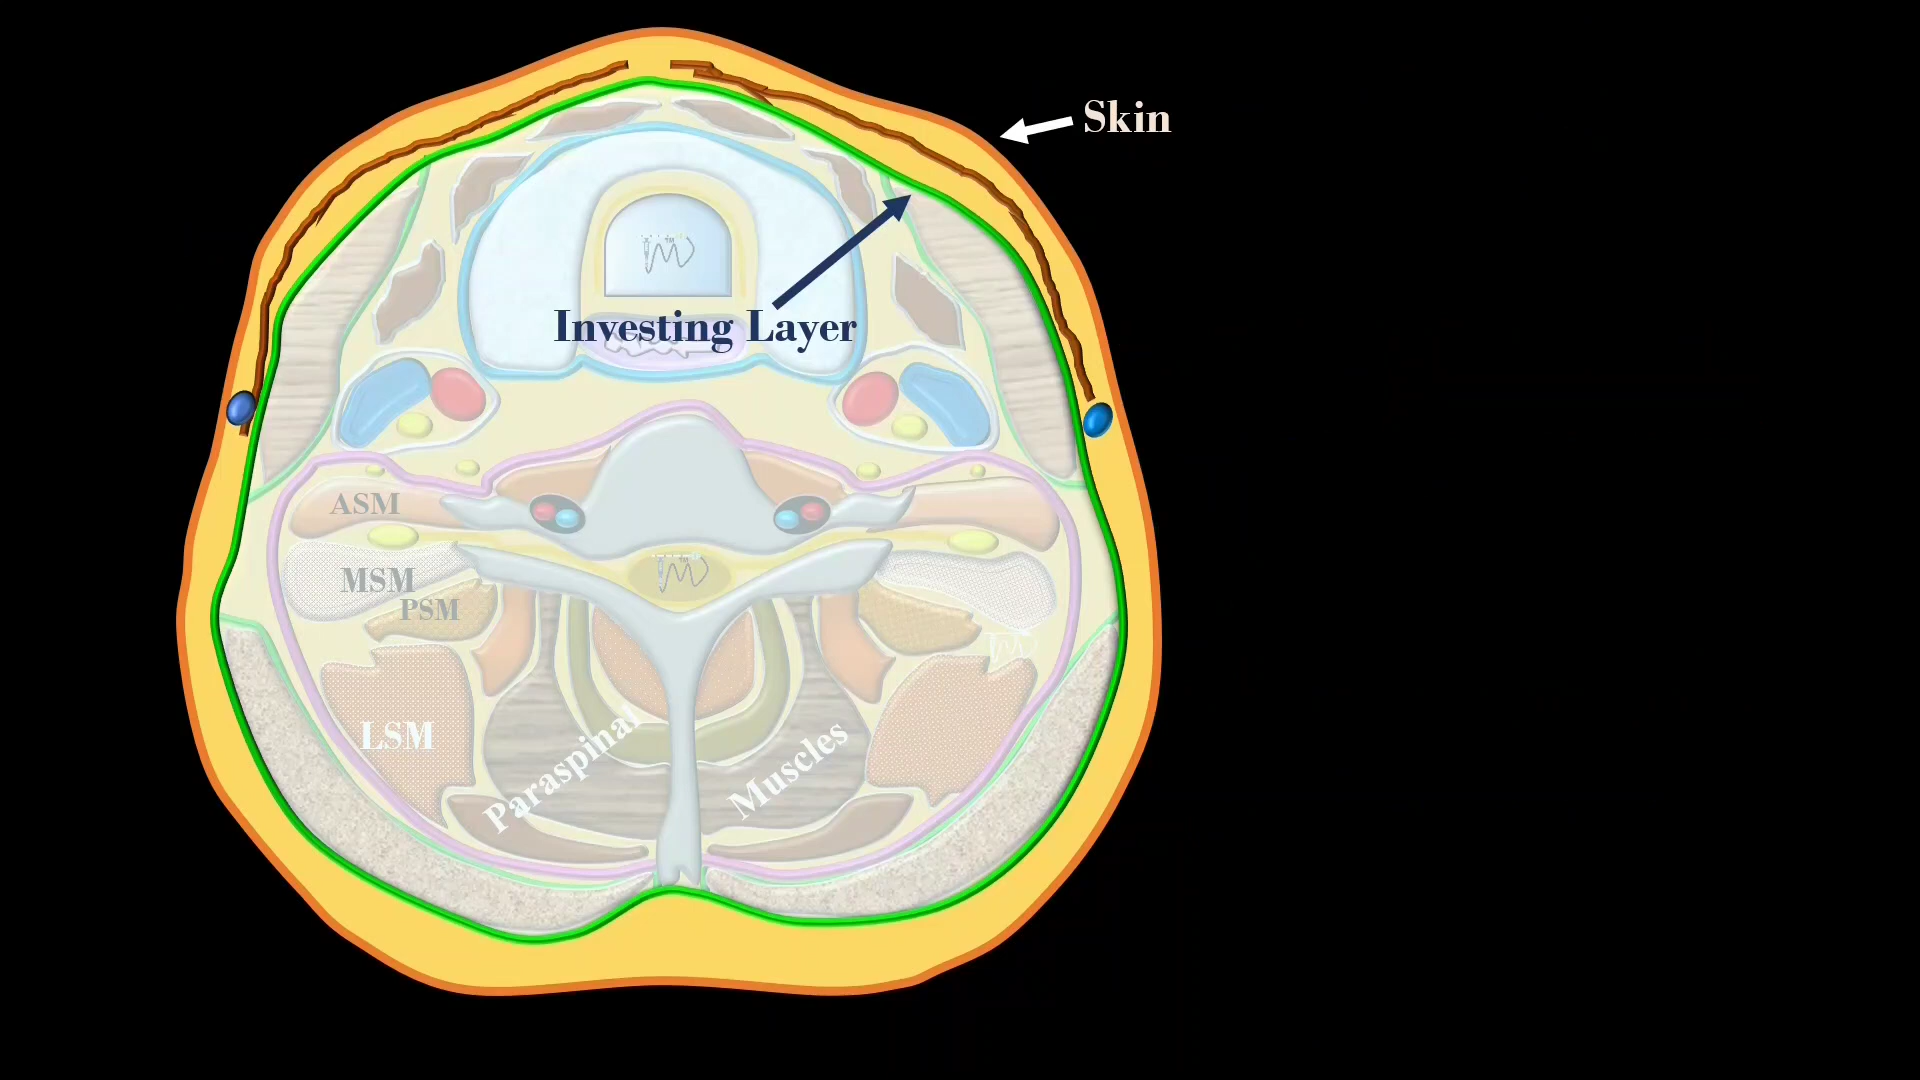 Skin
Investing Layer
ASM
MSM
PSM
LSM
Paraspinal
Muscles